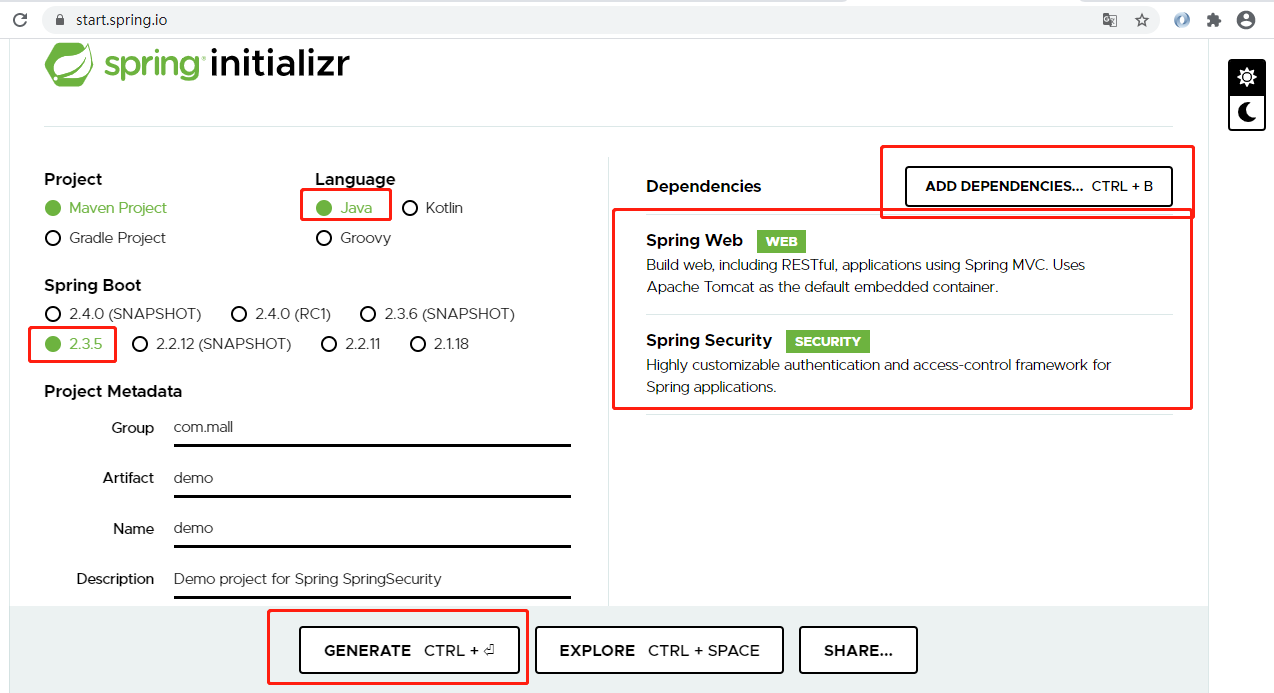 start.spring.io
spring initializr
Project
Maven Project
Gradle Project
Language
Java Kotlin
Groovy
Spring Boot
2.4.0 (SNAPSHOT) 2.4.0 (RC1) 2.3.6 (SNAPSHOT)
2.3.5 2.2.12 (SNAPSHOT) 2.2.11 2.1.18
Project Metadata
Group com.mall
Artifact demo
Name demo
Description Demo project for Spring SpringSecurity
Dependencies
ADD DEPENDENCIES... CTRL + B
Spring Web WEB
Build web, including RESTful, applications using Spring MVC. Uses
Apache Tomcat as the default embedded container.
Spring Security SECURITY
Highly customizable authentication and access-control framework for
Spring applications.
GENERATE CTRL + ⏎
EXPLORE CTRL + SPACE
SHARE...